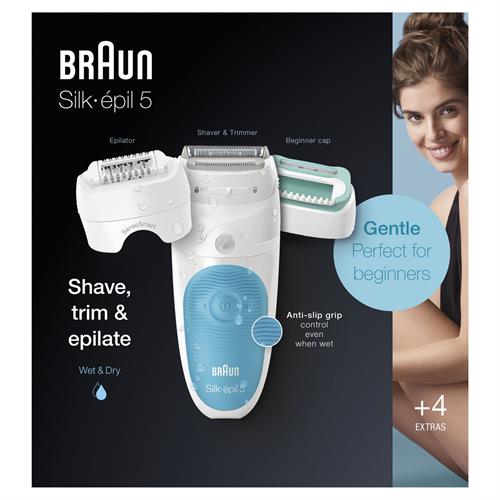 BRAUN
Silk·épil 5
Epilator
Shaver & Trimmer
Beginner cap
SensoSmart
Gentle
Perfect for
beginners
Shave,
trim &
epilate
Anti-slip grip
control
even
when wet
Wet & Dry
BRAUN
Silk·épil 5
+4
EXTRAS